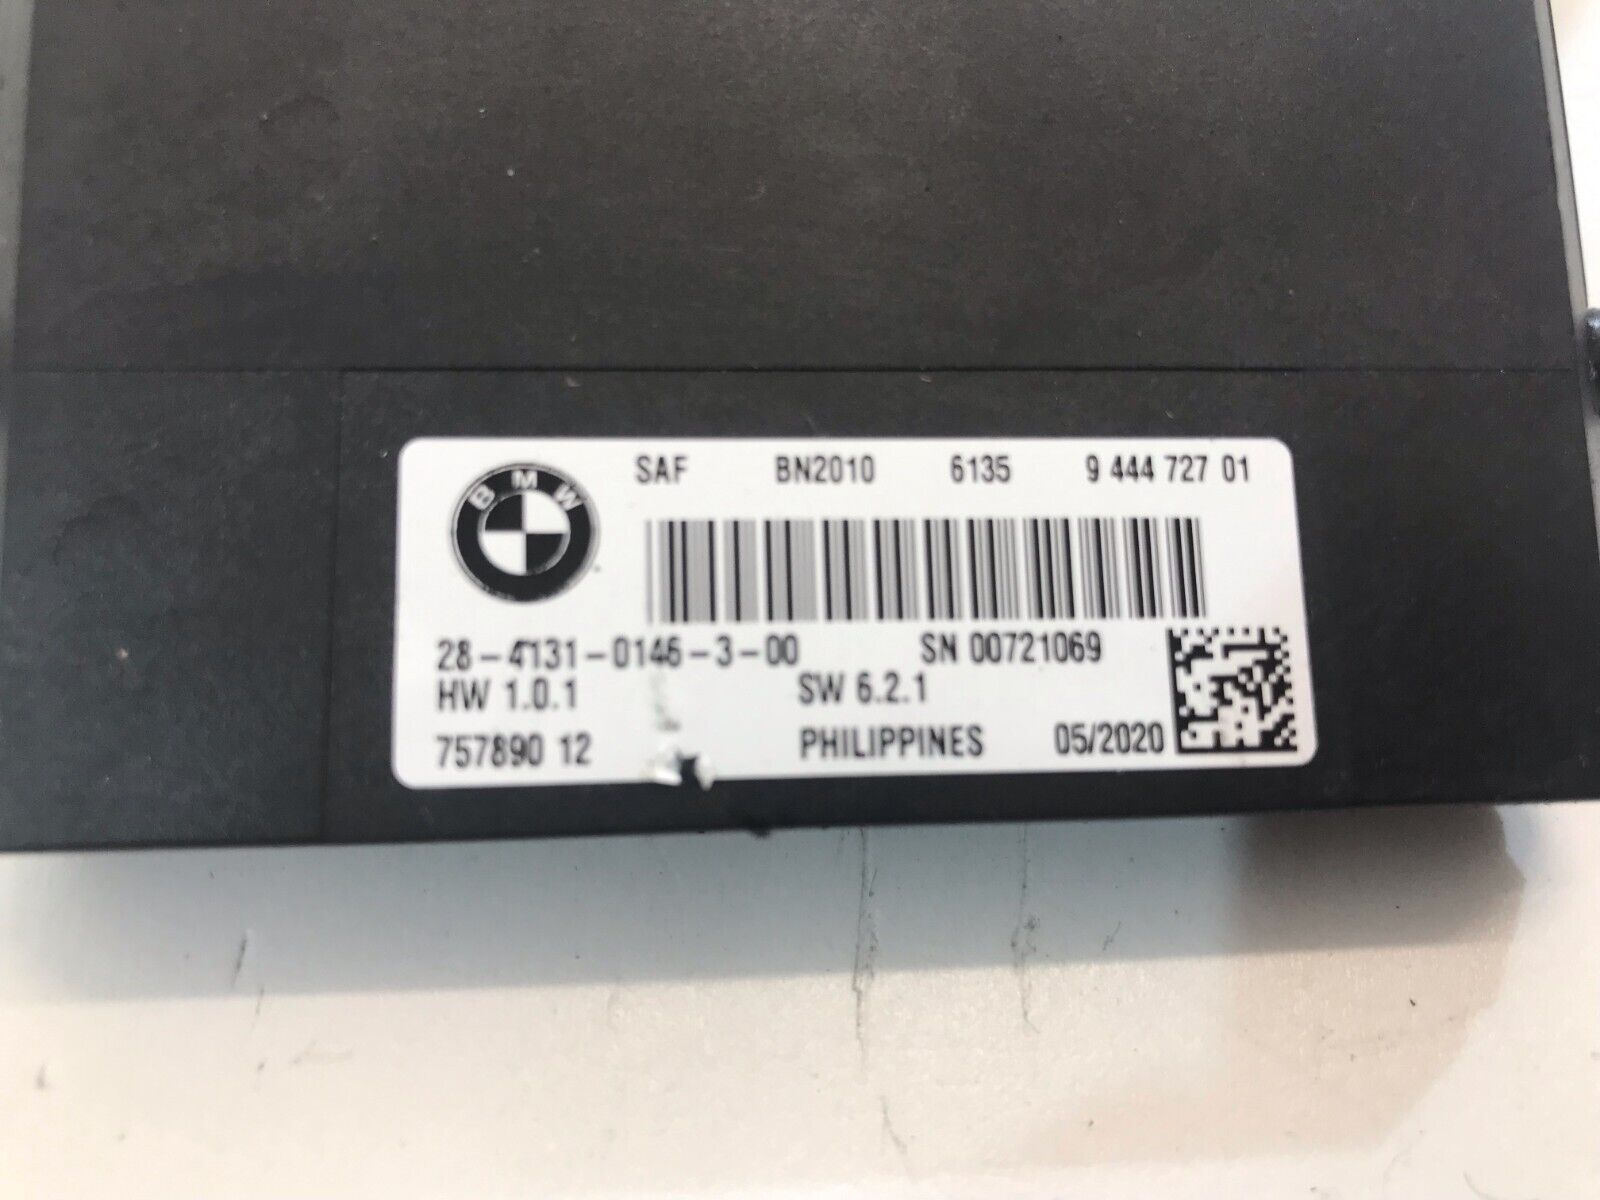 BMW
SAF BN2010 6135 9 444 727 01
28-4131-0146-3-00 SN 00721069
HW 1.0.1 SW 6.2.1
757890 12 PHILIPPINES 05/2020